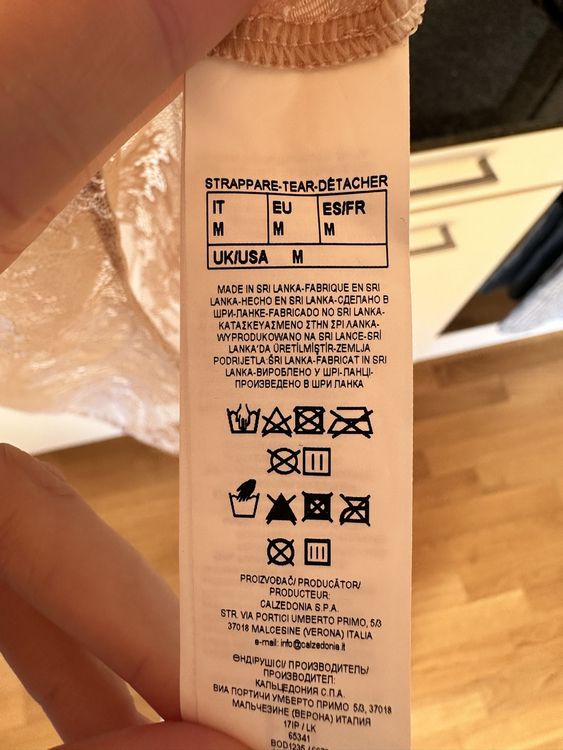 STRAPPARE-TEAR-DÉTACHER
IT EU ES/FR
M M M
UK/USA M
MADE IN SRI LANKA-FABRIQUE EN SRI
LANKA-HECHO EN SRI LANKA-СДЕЛАНО В
ШРИ-ЛАНКЕ-FABRICADO NO SRI LANKA-
ΚΑΤΑΣΚΕΥΑΣΜΕΝΟ ΣΤΗΝ ΣΡΙ ΛΑΝΚΑ-
WYPRODUKOWANO NA SRI LANCE-SRİ
LANKA'DA ÜRETİLMİŞTİR-ZEMLJA
PODRIJETLA ŠRI LANKA-FABRICAT IN SRI
LANKA-ВИРОБЛЕНО У ШРІ-ЛАНЦІ-
ПРОИЗВЕДЕНО В ШРИ ЛАНКА
PROIZVOĐAČ/ PRODUCĂTOR/
PRODUCTEUR:
CALZEDONIA S.P.A.
STR. VIA PORTICI UMBERTO PRIMO, 5/3
37018 MALCESINE (VERONA) ITALIA
e-mail: info@calzedonia.it
ӨНДІРУШІСІ/ ПРОИЗВОДИТЕЛЬ/
ПРОИЗВОДИТЕЛ:
КАЛЬЦЕДОНИЯ С.П.А.
ВИА ПОРТИЧИ УМБЕРТО ПРИМО 5/3, 37018
МАЛЬЧЕЗИНЕ (ВЕРОНА) ИТАЛИЯ
17IP / LK
65341
BOD1235